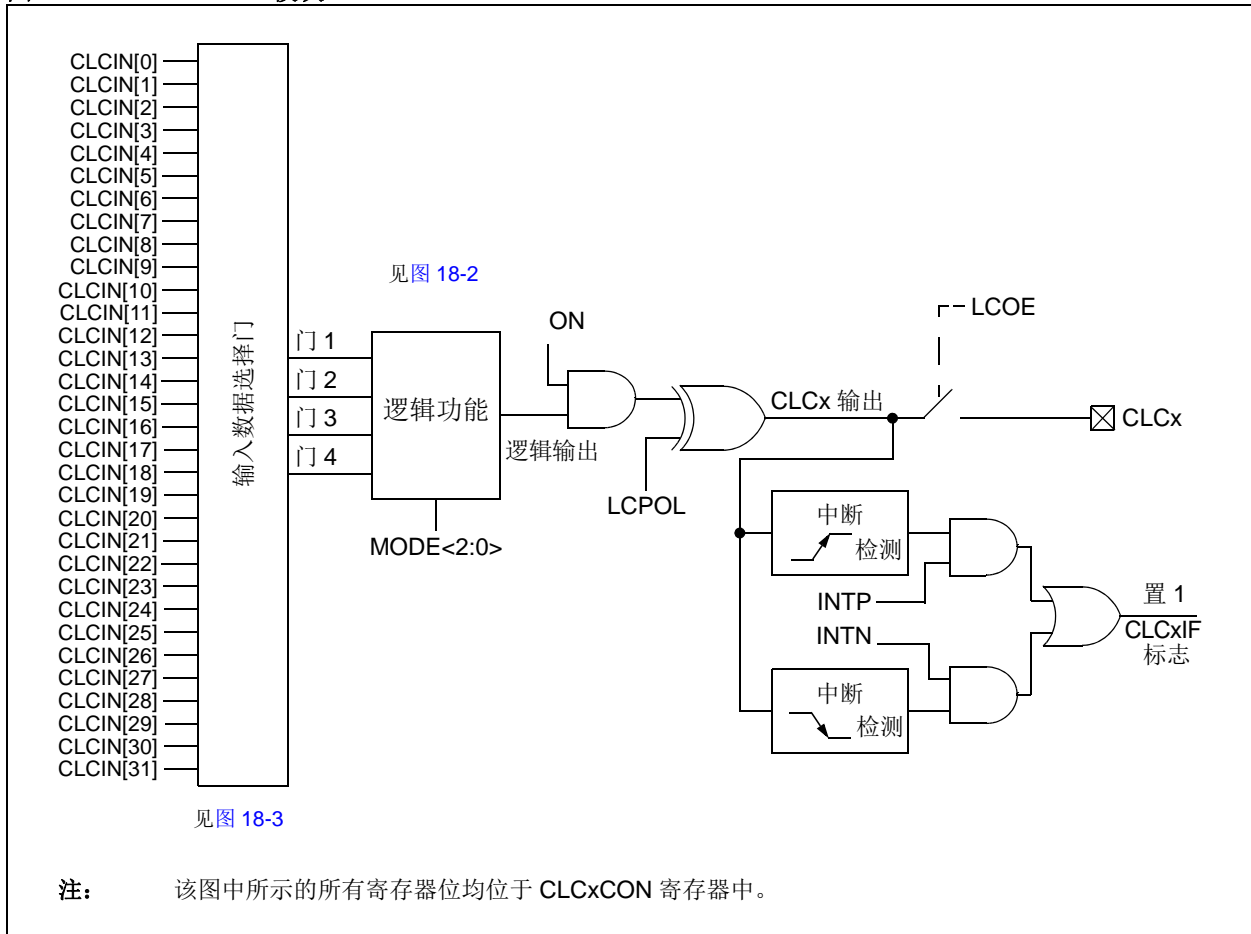 CLCIN[0]
CLCIN[1]
CLCIN[2]
CLCIN[3]
CLCIN[4]
CLCIN[5]
CLCIN[6]
CLCIN[7]
CLCIN[8]
CLCIN[9]
CLCIN[10]
CLCIN[11]
CLCIN[12]
CLCIN[13]
CLCIN[14]
CLCIN[15]
CLCIN[16]
CLCIN[17]
CLCIN[18]
CLCIN[19]
CLCIN[20]
CLCIN[21]
CLCIN[22]
CLCIN[23]
CLCIN[24]
CLCIN[25]
CLCIN[26]
CLCIN[27]
CLCIN[28]
CLCIN[29]
CLCIN[30]
CLCIN[31]
输入数据选择门
见图 18-3
门 1
门 2
门 3
门 4
见图 18-2
逻辑功能
MODE<2:0>
逻辑输出
ON
LCPOL
CLCx 输出
LCOE
CLCx
中断
检测
INTP
INTN
中断
检测
置 1
CLCxIF
标志
注: 该图中所示的所有寄存器位均位于 CLCxCON 寄存器中。